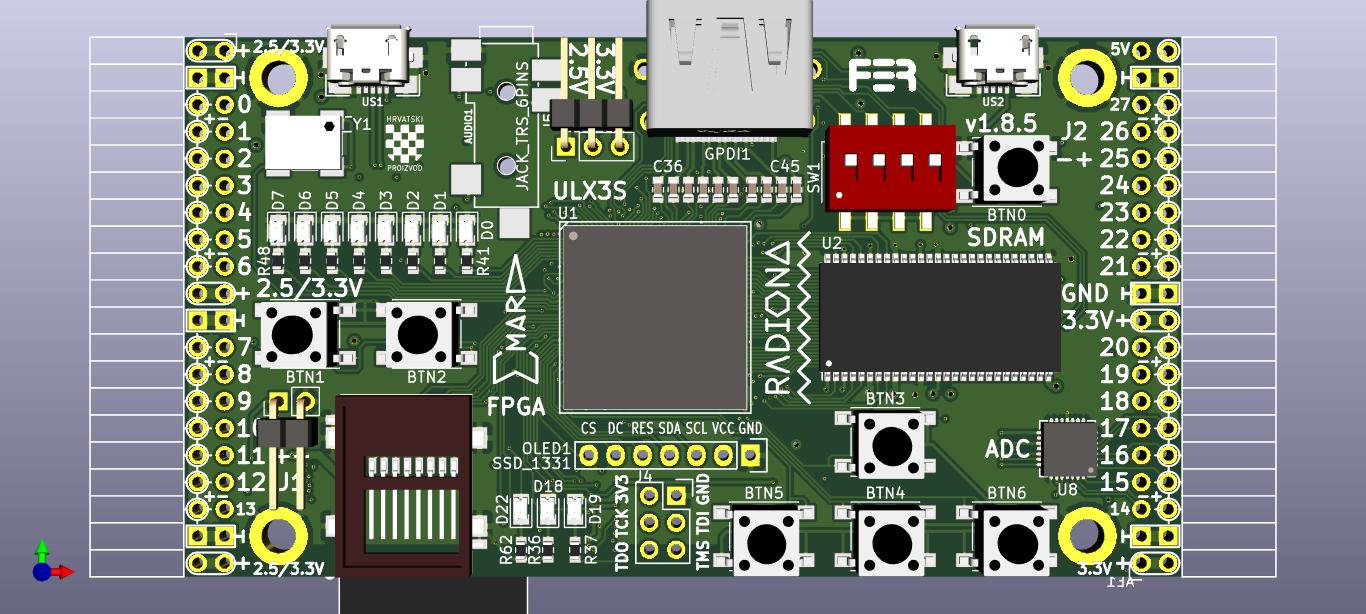 2.5/3.3V
US1
Y1
HRVATSKI
PROIZVOD
AUDIO1
JACK_TRS_6PINS
2.5V
3.3V
GPDI1
C36
C45
FER
US2
5V
SW1
v1.8.5
J2
-+
BTN0
SDRAM
+
0
1
2
3
4
5
6
+
7
8
9
10
11
12
13
+
27
26
25
24
23
22
21
GND
3.3V+
20
19
18
17
16
15
14
+
D7
D6
D5
D4
D3
D2
D1
D0
R48
R41
2.5/3.3V
ULX3S
U1
U2
MARD
RADIONA
BTN1
BTN2
FPGA
J1
CS DC RES SDA SCL VCC GND
OLED1
SSD_1331
J4
D22
D18
D19
R62
R36
R37
TDO TCK 3V3
TMS TDI GND
BTN3
BTN5
BTN4
BTN6
ADC
U8
2.5/3.3V
3.3V
AE1